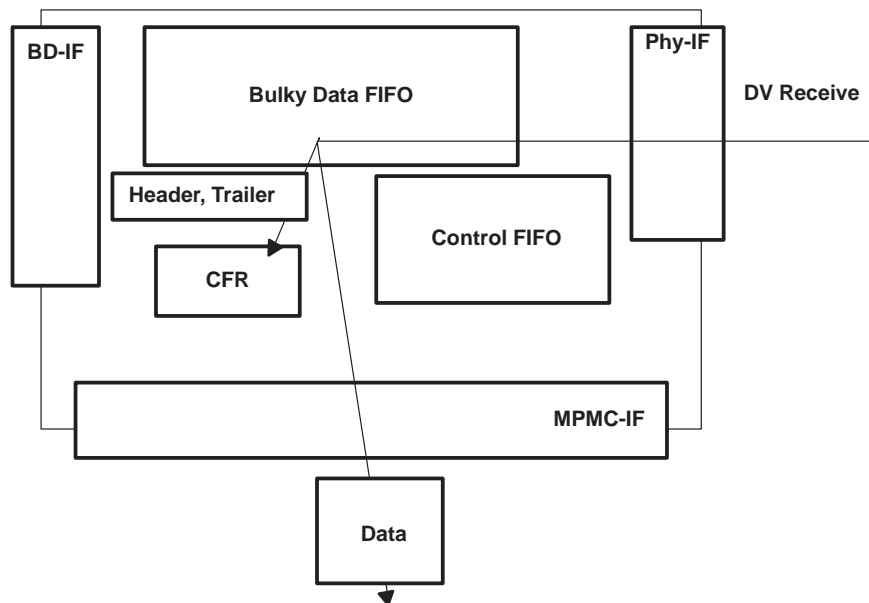 BD-IF
Bulky Data FIFO
Phy-IF
DV Receive
Header, Trailer
Control FIFO
CFR
MPMC-IF
Data